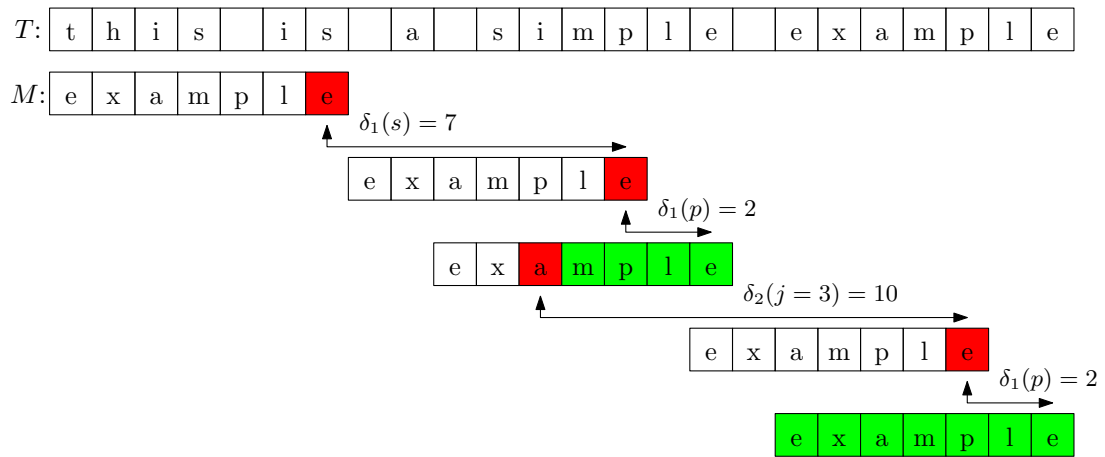 T: t h i s i s a s i m p l e e x a m p l e
M: e x a m p l e
δ₁(s) = 7
e x a m p l e
δ₁(p) = 2
e x a m p l e
δ₂(j = 3) = 10
e x a m p l e
δ₁(p) = 2
e x a m p l e